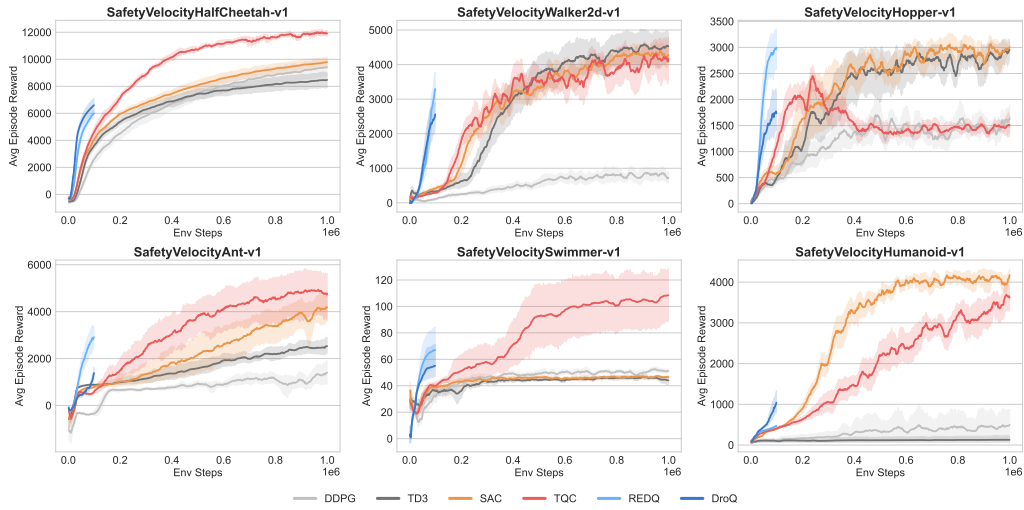 SafetyVelocityHalfCheetah-v1
Avg Episode Reward
12000
10000
8000
6000
4000
2000
0
0.0 0.2 0.4 0.6 0.8 1.0
Env Steps
1e6
SafetyVelocityWalker2d-v1
Avg Episode Reward
5000
4000
3000
2000
1000
0
0.0 0.2 0.4 0.6 0.8 1.0
Env Steps
1e6
SafetyVelocityHopper-v1
Avg Episode Reward
3500
3000
2500
2000
1500
1000
500
0
0.0 0.2 0.4 0.6 0.8 1.0
Env Steps
1e6
SafetyVelocityAnt-v1
Avg Episode Reward
6000
4000
2000
0
0.0 0.2 0.4 0.6 0.8 1.0
Env Steps
1e6
SafetyVelocitySwimmer-v1
Avg Episode Reward
120
100
80
60
40
20
0
0.0 0.2 0.4 0.6 0.8 1.0
Env Steps
1e6
SafetyVelocityHumanoid-v1
Avg Episode Reward
4000
3000
2000
1000
0
0.0 0.2 0.4 0.6 0.8 1.0
Env Steps
1e6
DDPG TD3 SAC TQC REDQ DroQ